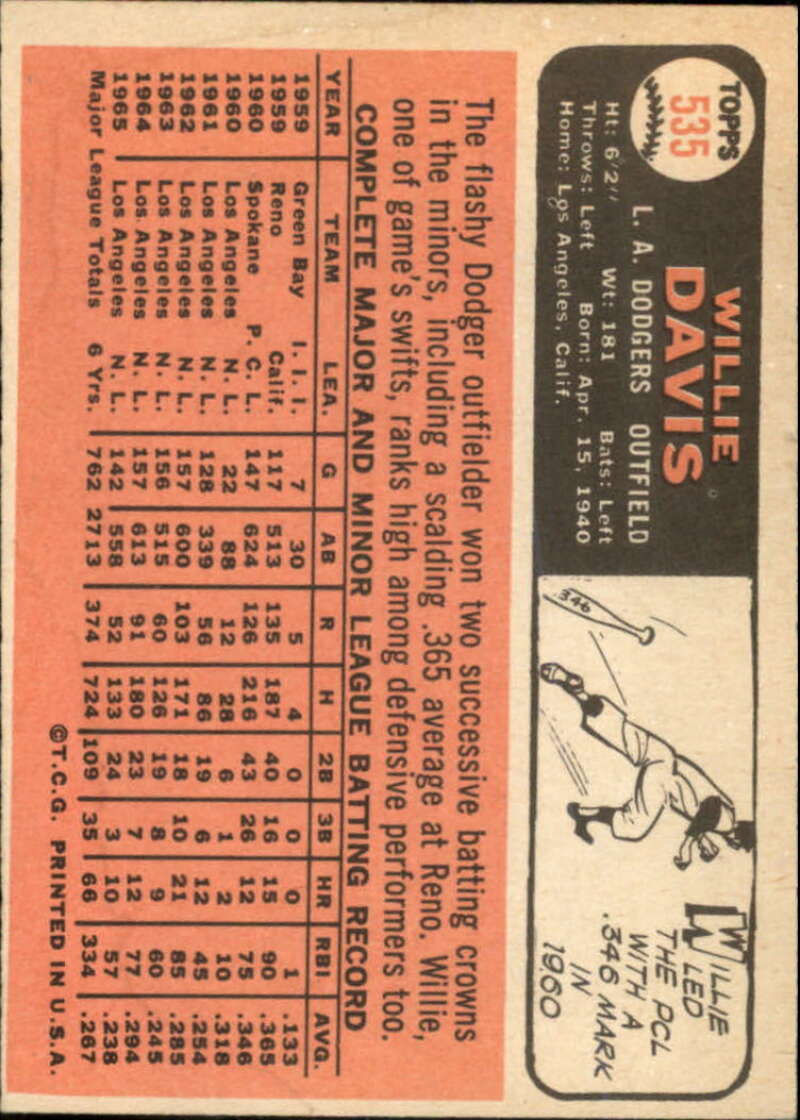 TOPPS
535
WILLIE
DAVIS
L. A. DODGERS OUTFIELD
Ht: 6'2" Wt: 181 Bats: Left
Throws: Left Born: Apr. 15, 1940
Home: Los Angeles, Calif.
346
WILLIE
LED
THE PCL
WITH A
.346 MARK
IN
1960
The flashy Dodger outfielder won two successive batting crowns
in the minors, including a scalding .365 average at Reno. Willie,
one of game's swifts, ranks high among defensive performers too.
COMPLETE MAJOR AND MINOR LEAGUE BATTING RECORD
YEAR TEAM LEA. G AB R H 2B 3B HR RBI AVG.
1959 Green Bay I. I. I. 7 30 5 4 0 0 0 1 .133
1959 Reno Calif. 117 513 135 187 40 16 15 90 .365
1960 Spokane P. C. L. 147 624 126 216 43 26 12 75 .346
1960 Los Angeles N. L. 22 88 12 28 6 1 2 10 .318
1961 Los Angeles N. L. 128 339 56 86 19 6 12 45 .254
1962 Los Angeles N. L. 157 600 103 171 18 10 21 85 .285
1963 Los Angeles N. L. 156 515 60 126 19 8 9 60 .245
1964 Los Angeles N. L. 157 613 91 180 23 7 12 77 .294
1965 Los Angeles N. L. 142 558 52 133 24 3 10 57 .238
Major League Totals 6 Yrs. 762 2713 374 724 109 35 66 334 .267
©T.C.G. PRINTED IN U.S.A.